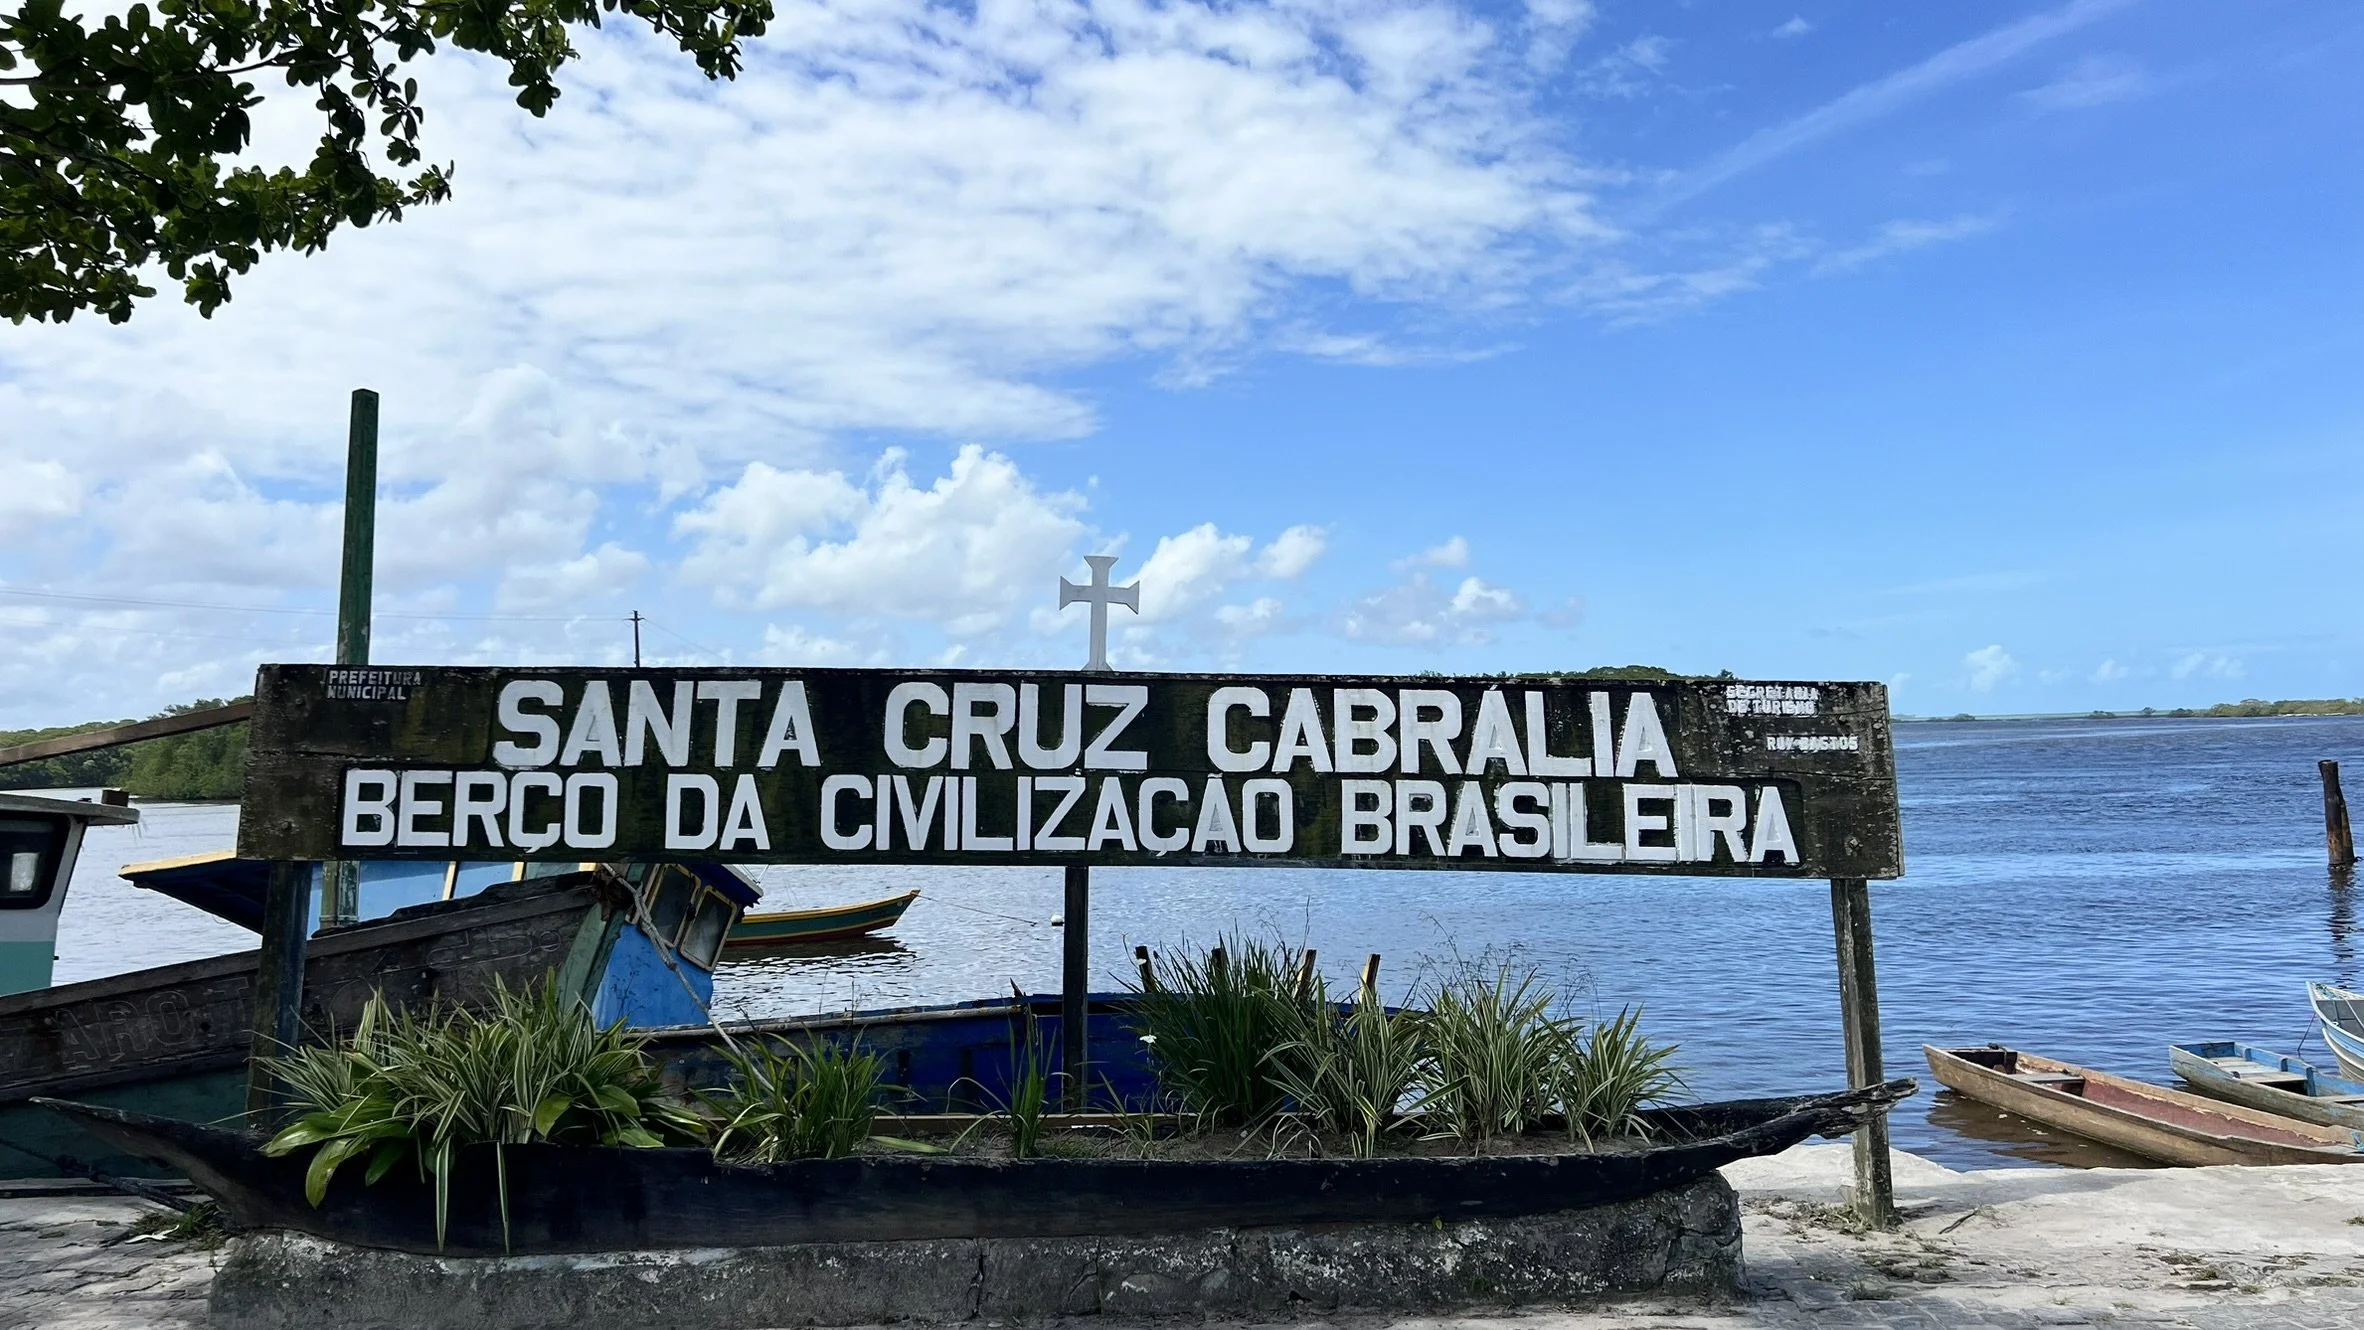 PREFEITURA
MUNICIPAL
SANTA CRUZ CABRÁLIA
BERÇO DA CIVILIZAÇÃO BRASILEIRA
SECRETARIA
DE TURISMO
RUY BASTOS